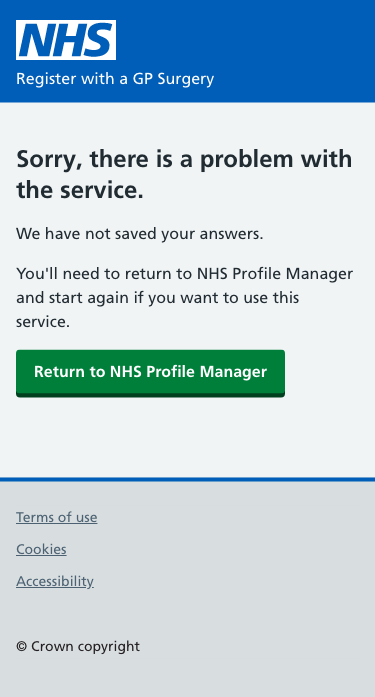 NHS
Register with a GP Surgery
Sorry, there is a problem with
the service.
We have not saved your answers.
You'll need to return to NHS Profile Manager
and start again if you want to use this
service.
Return to NHS Profile Manager
Terms of use
Cookies
Accessibility
© Crown copyright